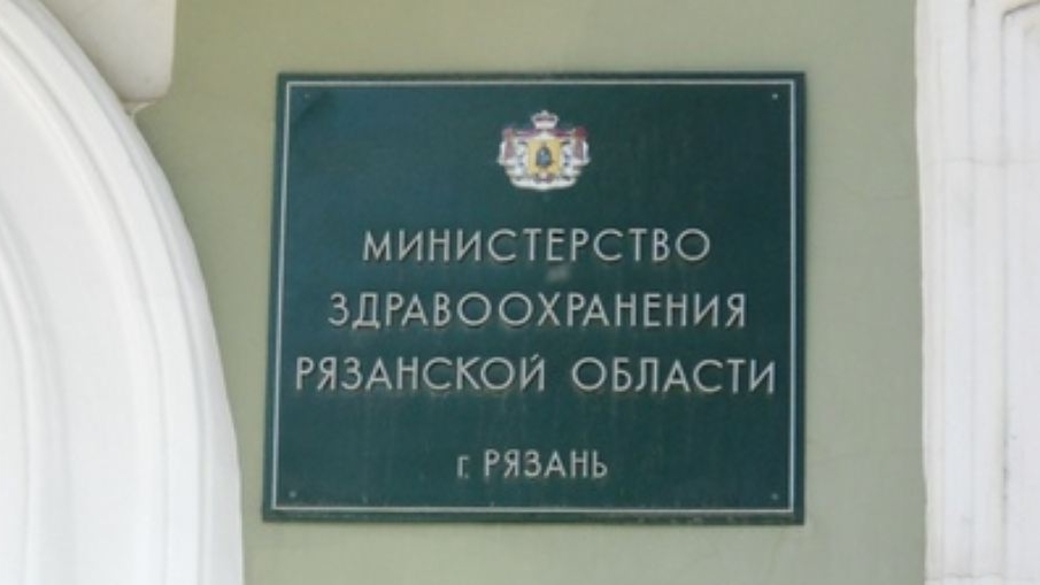 МИНИСТЕРСТВО
ЗДРАВООХРАНЕНИЯ
РЯЗАНСКОЙ ОБЛАСТИ
г. РЯЗАНЬ